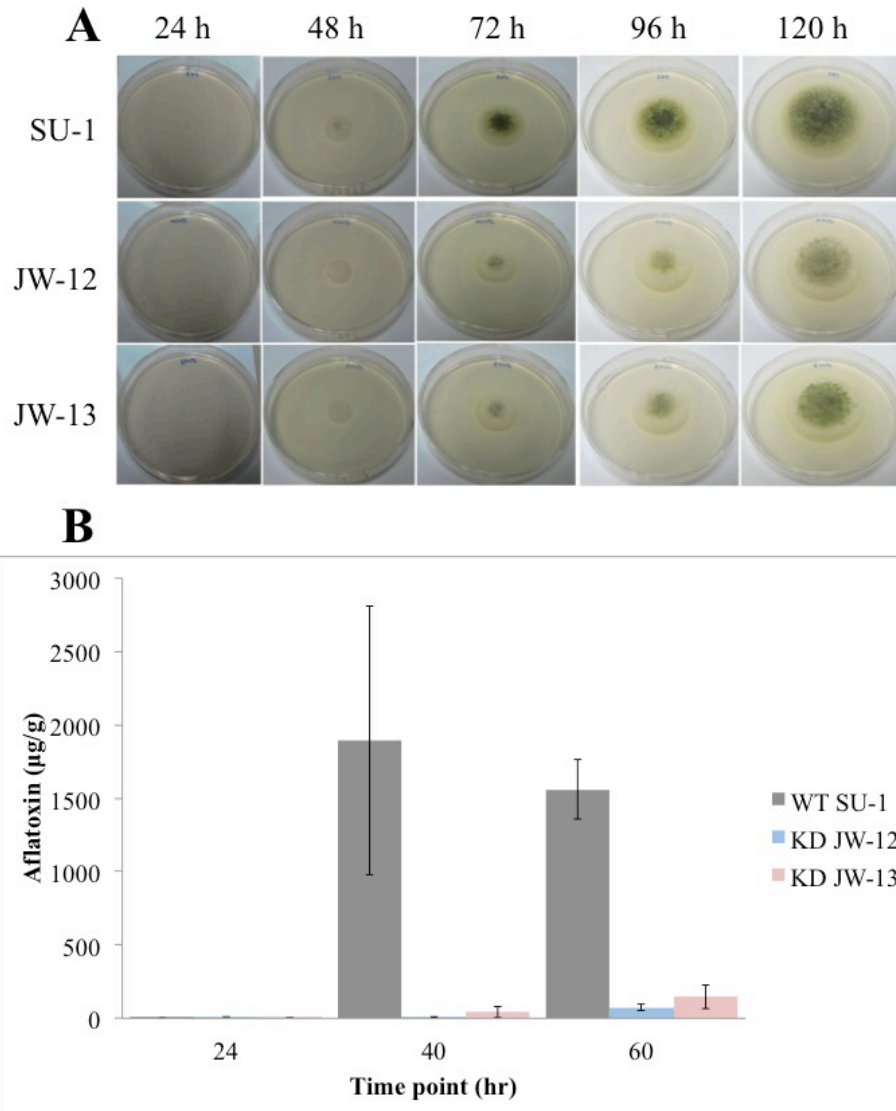 A 24 h 48 h 72 h 96 h 120 h
SU-1
JW-12
JW-13
B
3000
2500
2000
1500
1000
500
0
Aflatoxin (µg/g)
24 40 60
Time point (hr)
WT SU-1
KD JW-12
KD JW-13